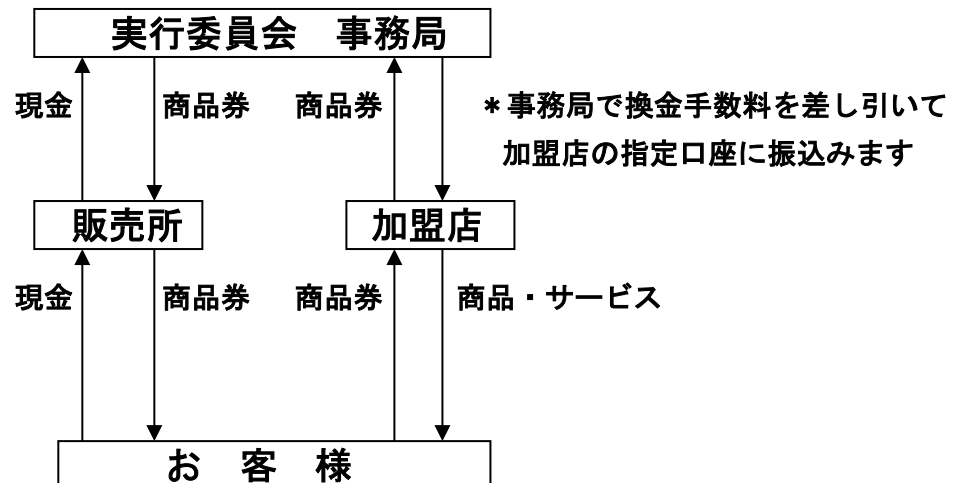 実行委員会　事務局
現金　商品券　商品券　＊事務局で換金手数料を差し引いて
加盟店の指定口座に振込みます
販売所　加盟店
現金　商品券　商品券　商品・サービス
お　客　様